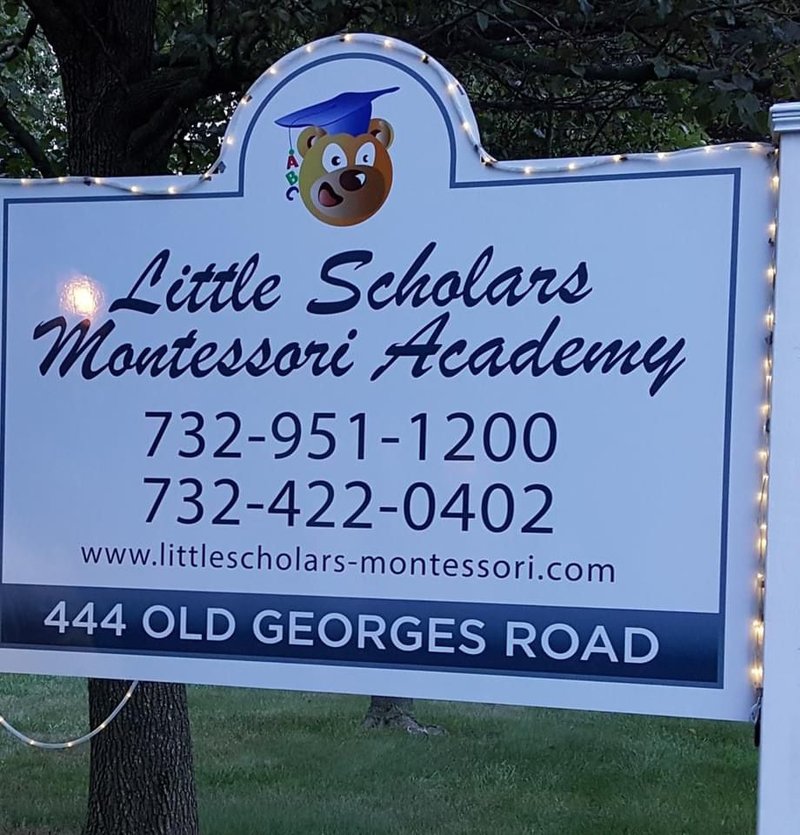 ABC
Little Scholars
Montessori Academy
732-951-1200
732-422-0402
www.littlescholars-montessori.com
444 OLD GEORGES ROAD